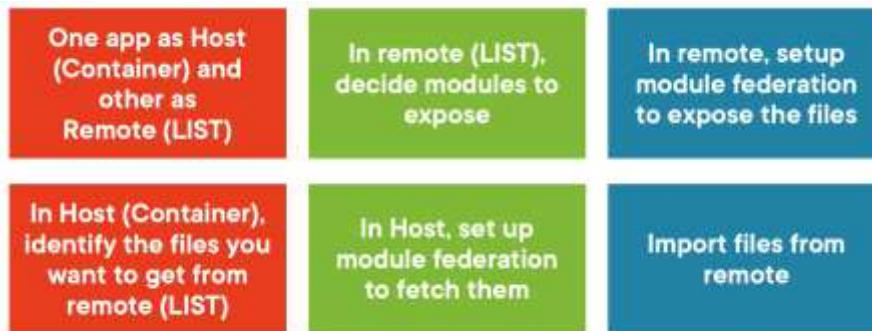 One app as Host
(Container) and
other as
Remote (LIST)
In remote (LIST),
decide modules to
expose
In remote, setup
module federation
to expose the files
In Host (Container),
identify the files you
want to get from
remote (LIST)
In Host, set up
module federation
to fetch them
Import files from
remote